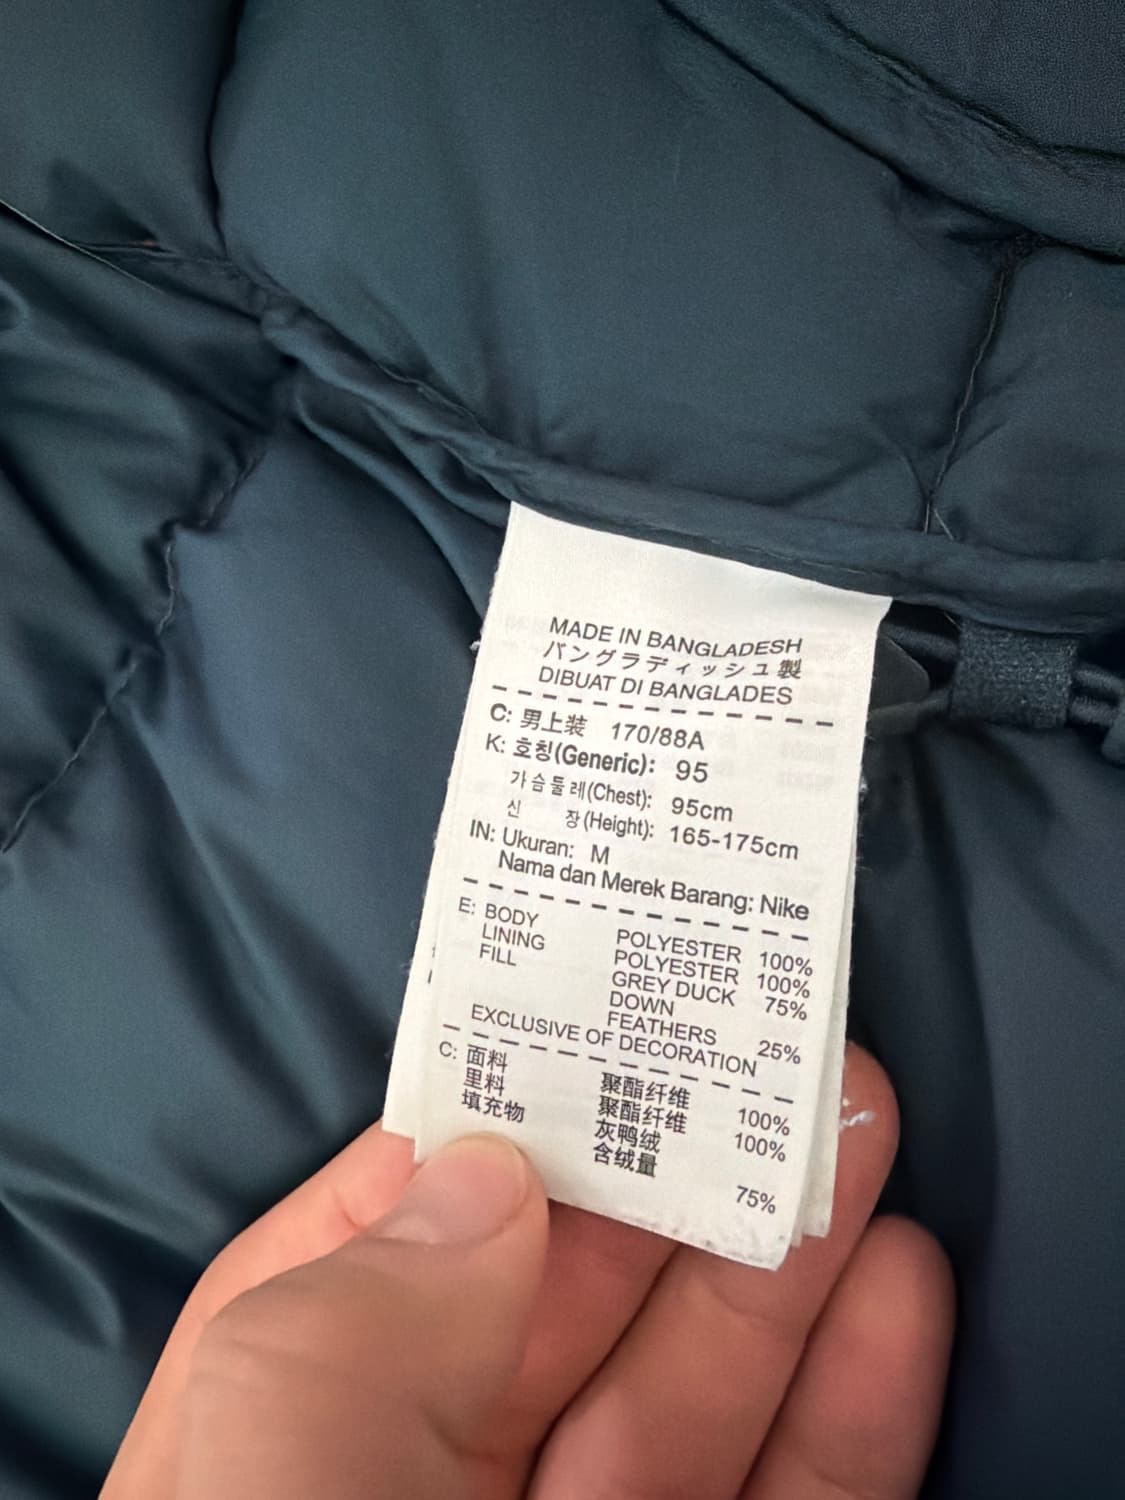 MADE IN BANGLADESH
バングラディッシュ製
DIBUAT DI BANGLADES
C: 男上装 170/88A
K: 호칭(Generic): 95
가슴둘레(Chest): 95cm
신 장(Height): 165-175cm
IN: Ukuran: M
Nama dan Merek Barang: Nike
E: BODY POLYESTER 100%
LINING POLYESTER 100%
FILL GREY DUCK 75%
DOWN
FEATHERS 25%
EXCLUSIVE OF DECORATION
C: 面料 聚酯纤维 100%
里料 聚酯纤维 100%
填充物 灰鸭绒
含绒量 75%